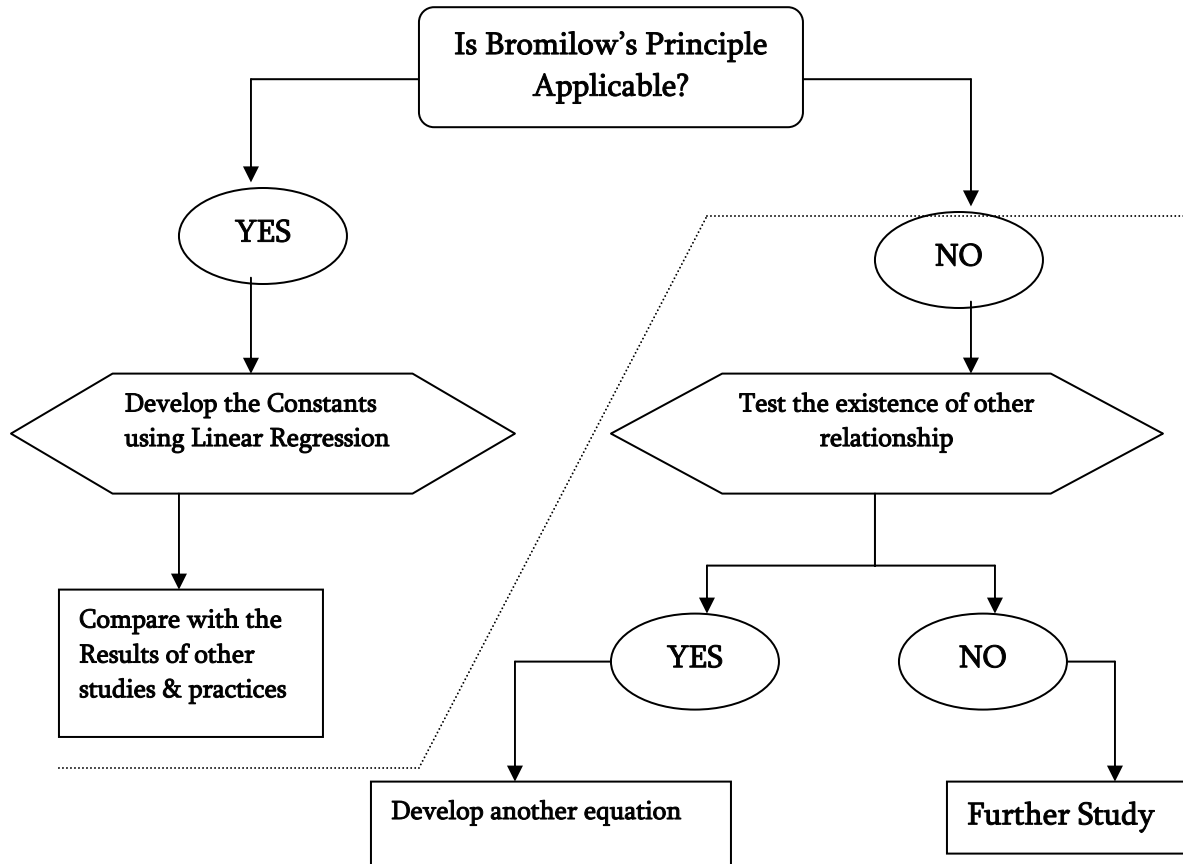 Is Bromilow’s Principle
Applicable?
YES
NO
Develop the Constants
using Linear Regression
Test the existence of other
relationship
Compare with the
Results of other
studies & practices
YES
NO
Develop another equation
Further Study